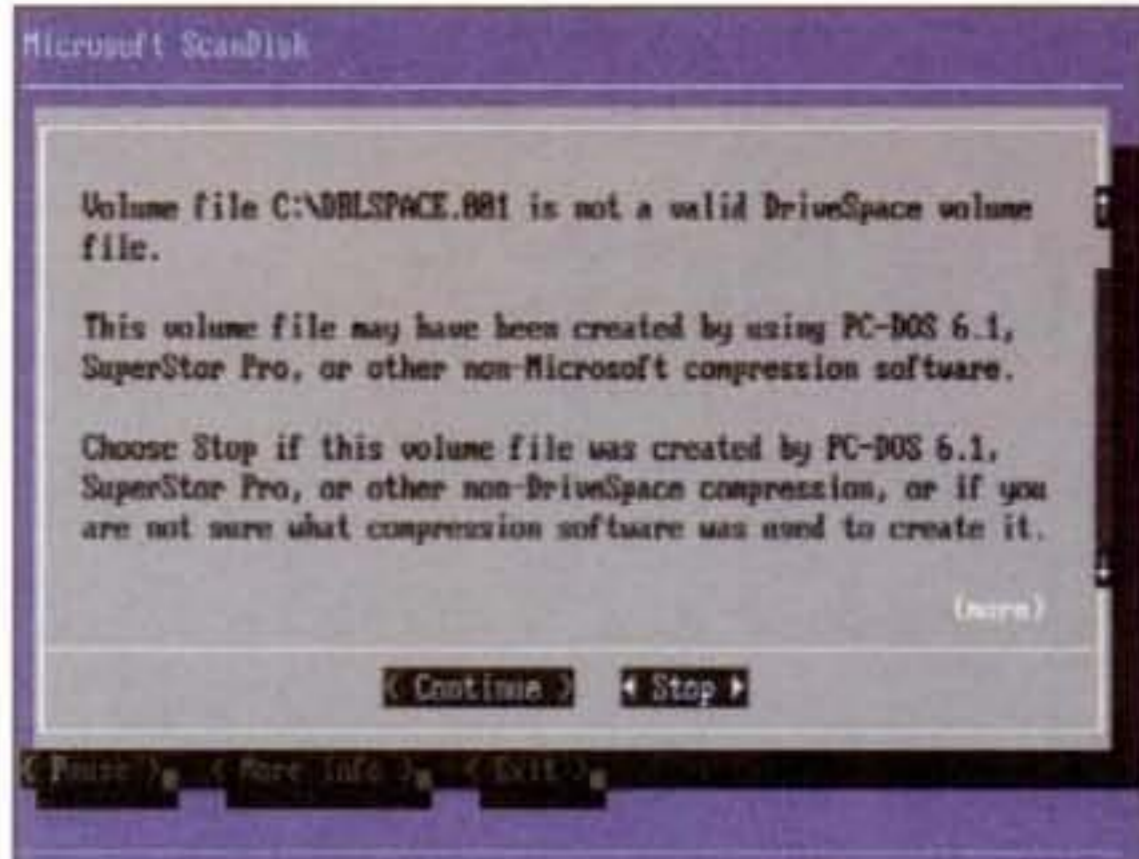 Microsoft ScanDisk
Volume file C:\DBLSPACE.001 is not a valid DriveSpace volume
file.
This volume file may have been created by using PC-DOS 6.1,
SuperStor Pro, or other non-Microsoft compression software.
Choose Stop if this volume file was created by PC-DOS 6.1,
SuperStor Pro, or other non-DriveSpace compression, or if you
are not sure what compression software was used to create it.
(more)
< Continue > ◄ Stop ►
< Pause > < More Info > < Exit >